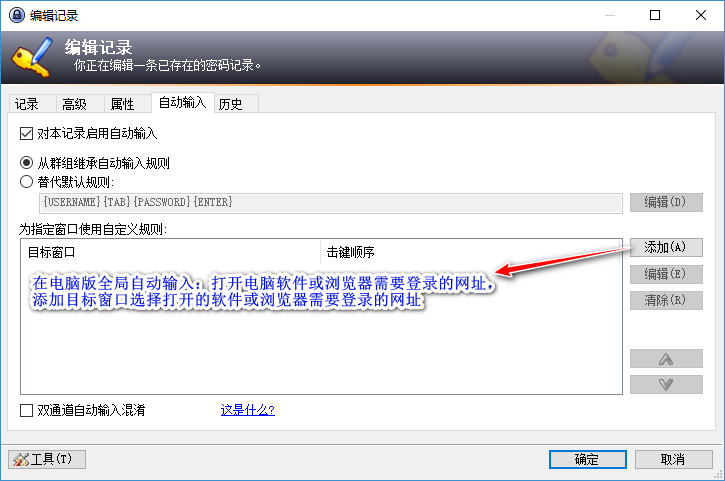 编辑记录
编辑记录
你正在编辑一条已存在的密码记录。
记录 高级 属性 自动输入 历史
对本记录启用自动输入
从群组继承自动输入规则
替代默认规则:
{USERNAME}{TAB}{PASSWORD}{ENTER} 编辑(D)
为指定窗口使用自定义规则:
目标窗口 击键顺序 添加(A)
在电脑版全局自动输入：打开电脑软件或浏览器需要登录的网址，
添加目标窗口选择打开的软件或浏览器需要登录的网址
编辑(E)
清除(R)
双通道自动输入混淆 这是什么?
工具(T) 确定 取消